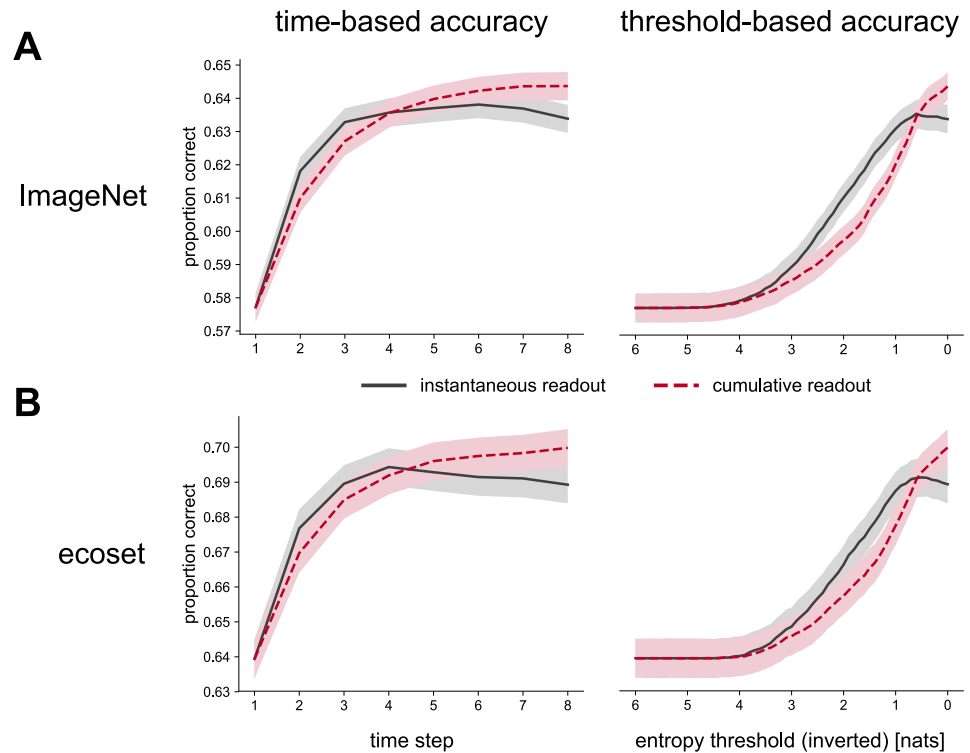 time-based accuracy
threshold-based accuracy
A
ImageNet
proportion correct
0.65
0.64
0.63
0.62
0.61
0.60
0.59
0.58
0.57
1 2 3 4 5 6 7 8
6 5 4 3 2 1 0
instantaneous readout
cumulative readout
B
ecoset
proportion correct
0.70
0.69
0.68
0.67
0.66
0.65
0.64
0.63
1 2 3 4 5 6 7 8
6 5 4 3 2 1 0
time step
entropy threshold (inverted) [nats]